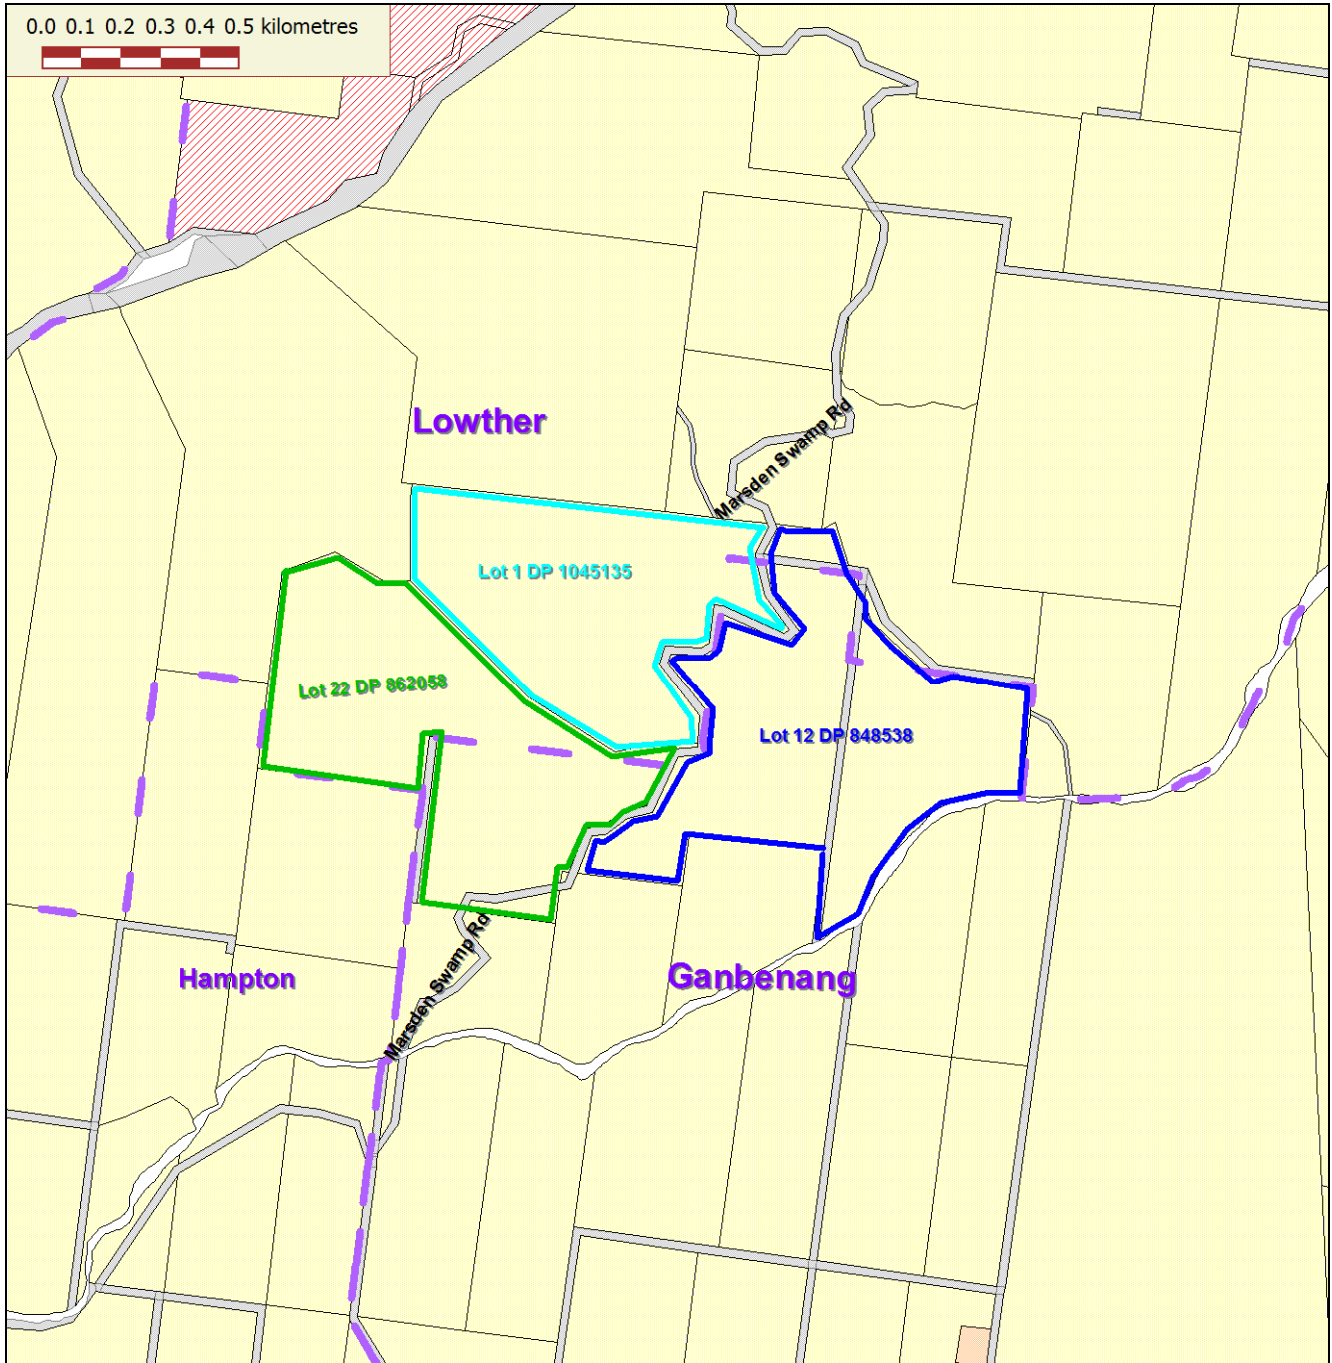 0.0 0.1 0.2 0.3 0.4 0.5 kilometres
Lowther
Marsden Swamp Rd
Lot 1 DP 1045135
Lot 22 DP 862058
Lot 12 DP 848538
Hampton
Marsden Swamp Rd
Ganbenang